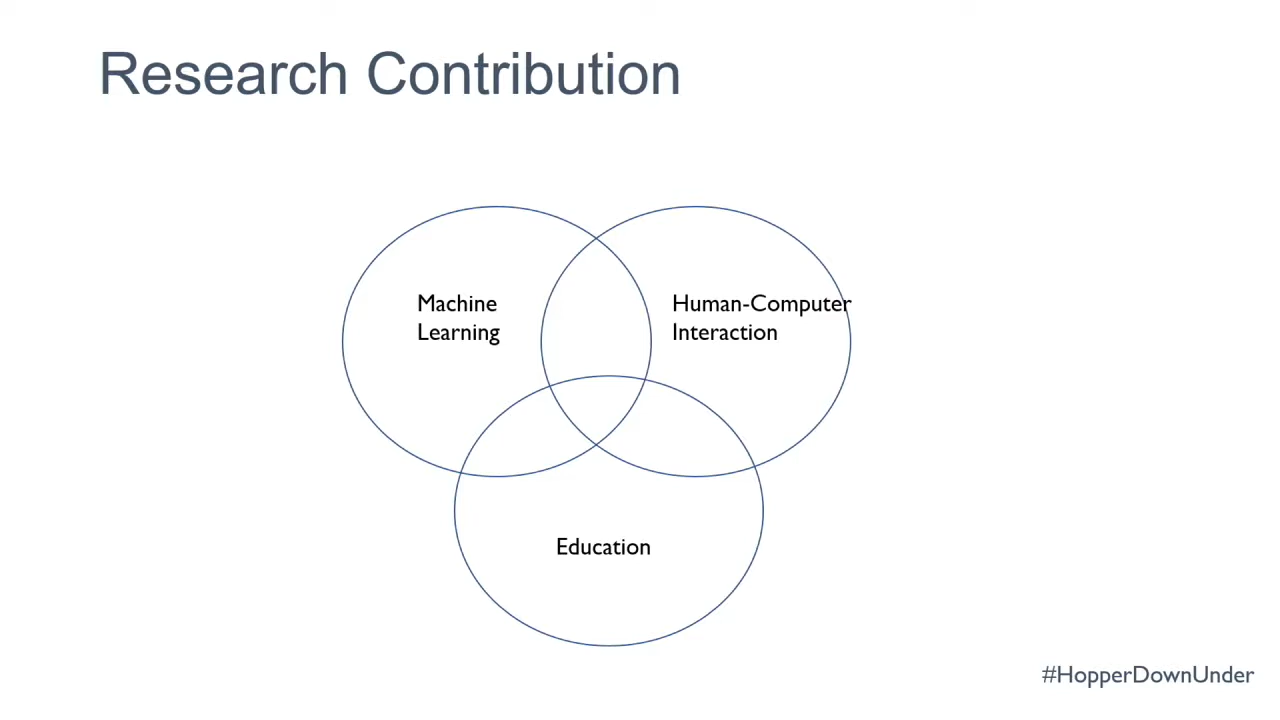 Research Contribution
Machine
Learning
Human-Computer
Interaction
Education
#HopperDownUnder